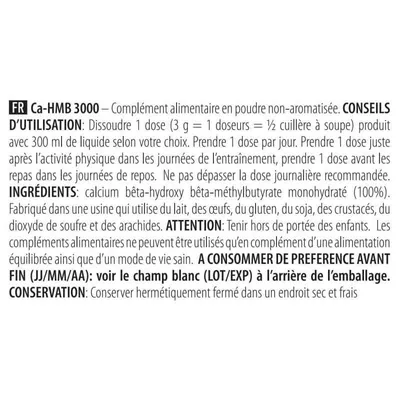 FR Ca-HMB 3000 – Complément alimentaire en poudre non-aromatisée. CONSEILS
D'UTILISATION: Dissoudre 1 dose (3 g = 1 doseurs = ½ cuillère à soupe) produit
avec 300 ml de liquide selon votre choix. Prendre 1 dose par jour. Prendre 1 dose juste
après l'activité physique dans les journées de l'entraînement, prendre 1 dose avant les
repas dans les journées de repos. Ne pas dépasser la dose journalière recommandée.
INGRÉDIENTS: calcium bêta-hydroxy bêta-méthylbutyrate monohydraté (100%).
Fabriqué dans une usine qui utilise du lait, des œufs, du gluten, du soja, des crustacés, du
dioxyde de soufre et des arachides. ATTENTION: Tenir hors de portée des enfants. Les
compléments alimentaires ne peuvent être utilisés qu'en complément d'une alimentation
équilibrée ainsi que d'un mode de vie sain. A CONSOMMER DE PREFERENCE AVANT
FIN (JJ/MM/AA): voir le champ blanc (LOT/EXP) à l'arrière de l'emballage.
CONSERVATION: Conserver hermétiquement fermé dans un endroit sec et frais